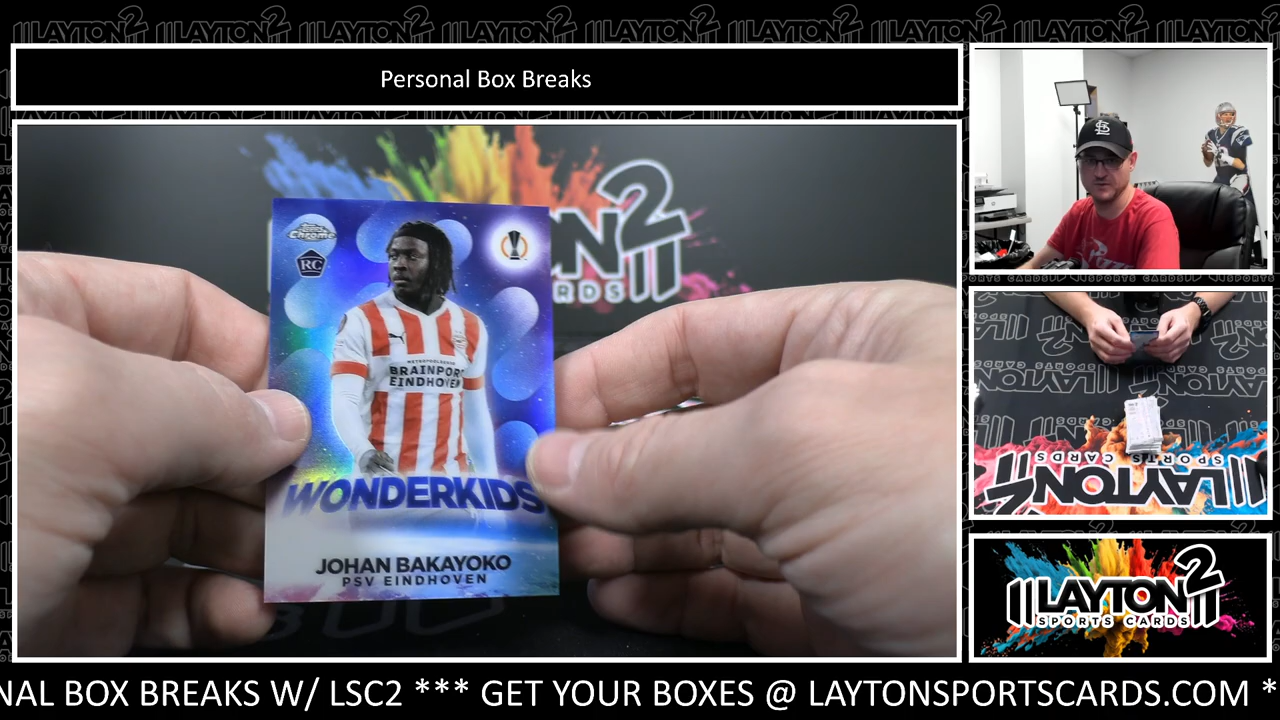 Personal Box Breaks
Topps
Chrome
RC
METROPOOLREGIO
BRAINPORT
EINDHOVEN
WONDERKIDS
JOHAN BAKAYOKO
PSV EINDHOVEN
LAYTON 2
SPORTS CARDS
NAL BOX BREAKS W/ LSC2 *** GET YOUR BOXES @ LAYTONSPORTSCARDS.COM *